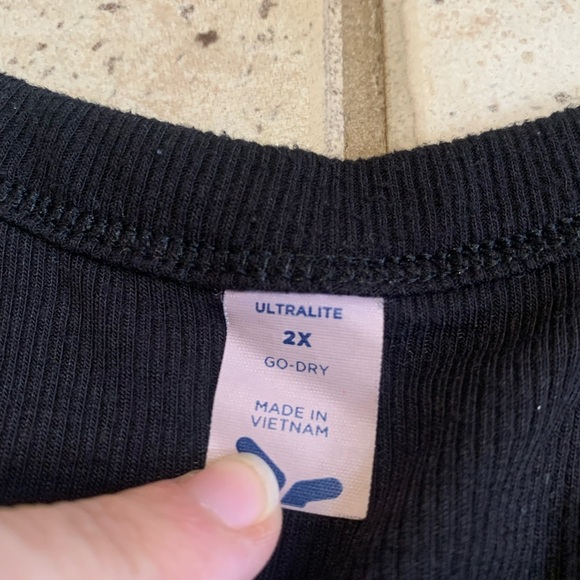 ULTRALITE
2X
GO-DRY
MADE IN
VIETNAM